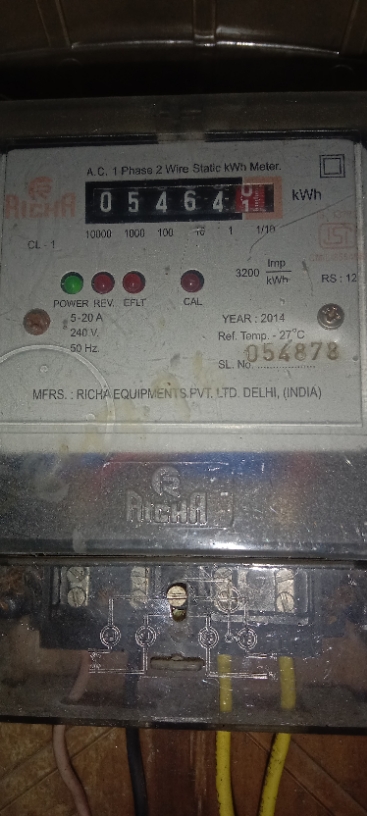 A.C. 1 Phase 2 Wire Static kWh Meter.
RICHA
05464
kWh
10000 1000 100 10 1 1/10
CL - 1
3200 Imp/kWh
RS : 12
POWER REV. EFLT CAL
5-20 A
240 V.
50 Hz.
YEAR : 2014
Ref. Temp. - 27°C
SL. No. 054878
MFRS. : RICHA EQUIPMENTS PVT. LTD. DELHI, (INDIA)
RICHA